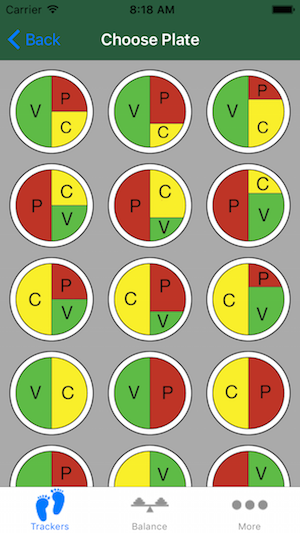 Carrier 8:18 AM
Back Choose Plate
V P C V P C V P C
P C V P C V P C V
C P V C P V C P V
V C V P C P
P V V
Trackers Balance More